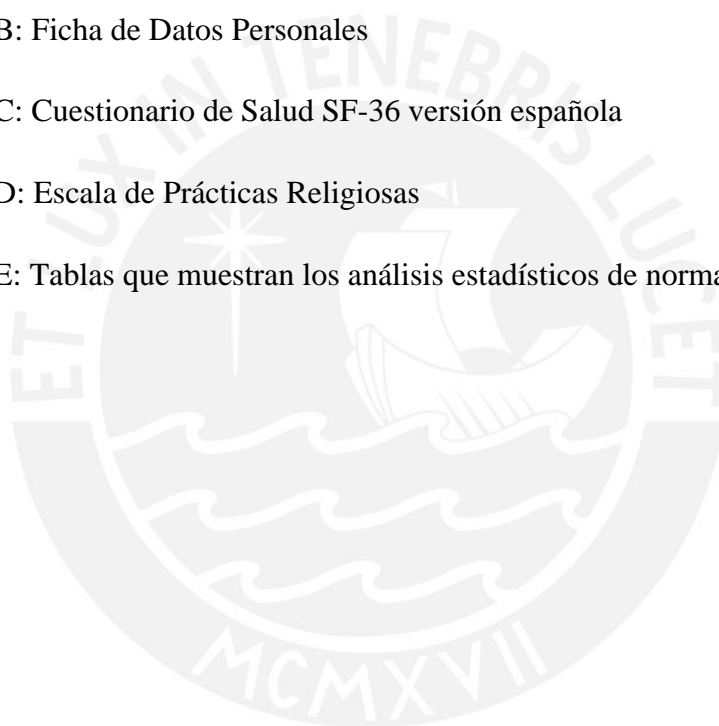 B: Ficha de Datos Personales
C: Cuestionario de Salud SF-36 versión española
D: Escala de Prácticas Religiosas
E: Tablas que muestran los análisis estadísticos de norma
ET LUX IN TENEBRIS LUCET
MCMXVII